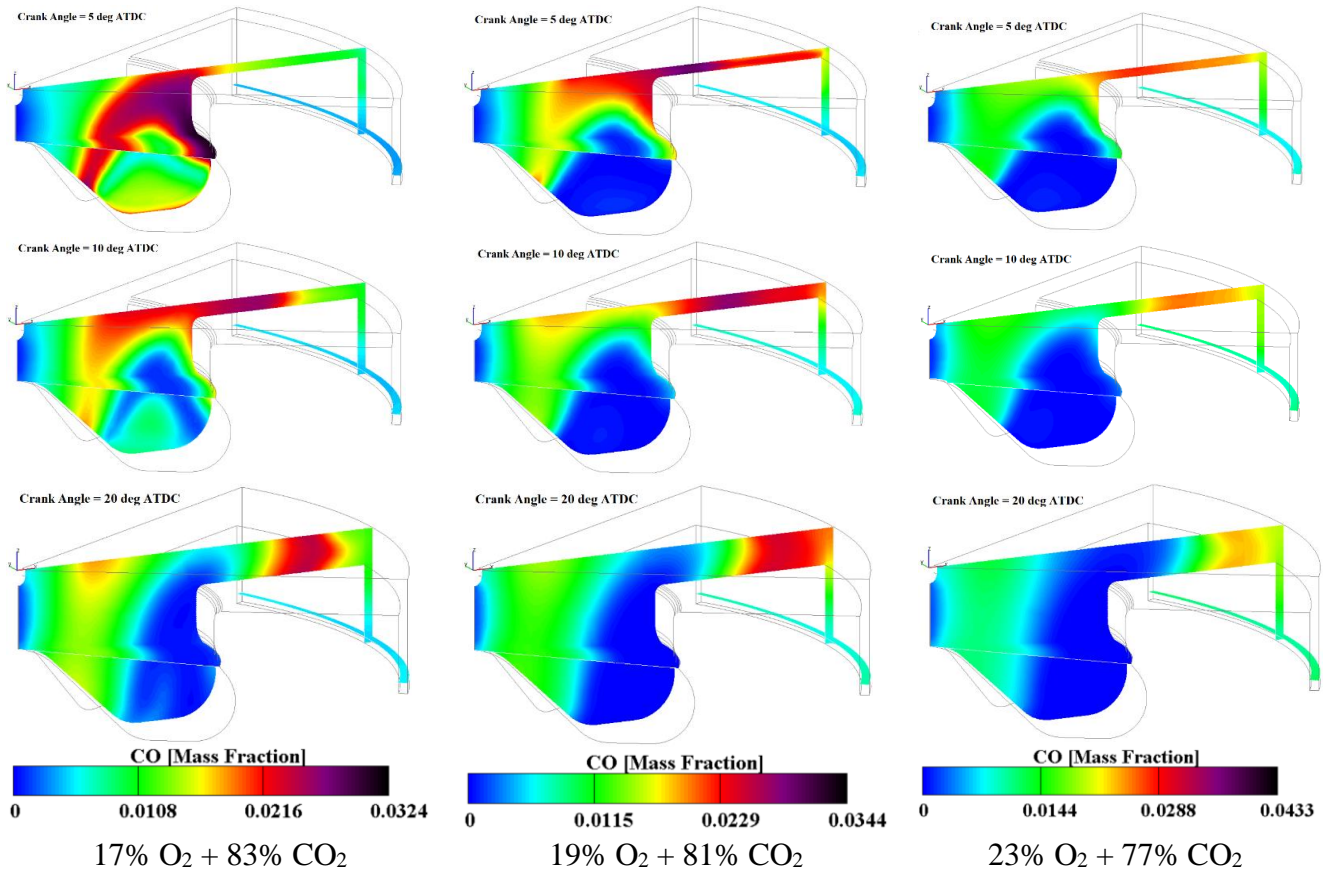 Crank Angle = 5 deg ATDC
Crank Angle = 5 deg ATDC
Crank Angle = 5 deg ATDC
Crank Angle = 10 deg ATDC
Crank Angle = 10 deg ATDC
Crank Angle = 10 deg ATDC
Crank Angle = 20 deg ATDC
Crank Angle = 20 deg ATDC
Crank Angle = 20 deg ATDC
CO [Mass Fraction]
0 0.0108 0.0216 0.0324
17% O₂ + 83% CO₂
CO [Mass Fraction]
0 0.0115 0.0229 0.0344
19% O₂ + 81% CO₂
CO [Mass Fraction]
0 0.0144 0.0288 0.0433
23% O₂ + 77% CO₂